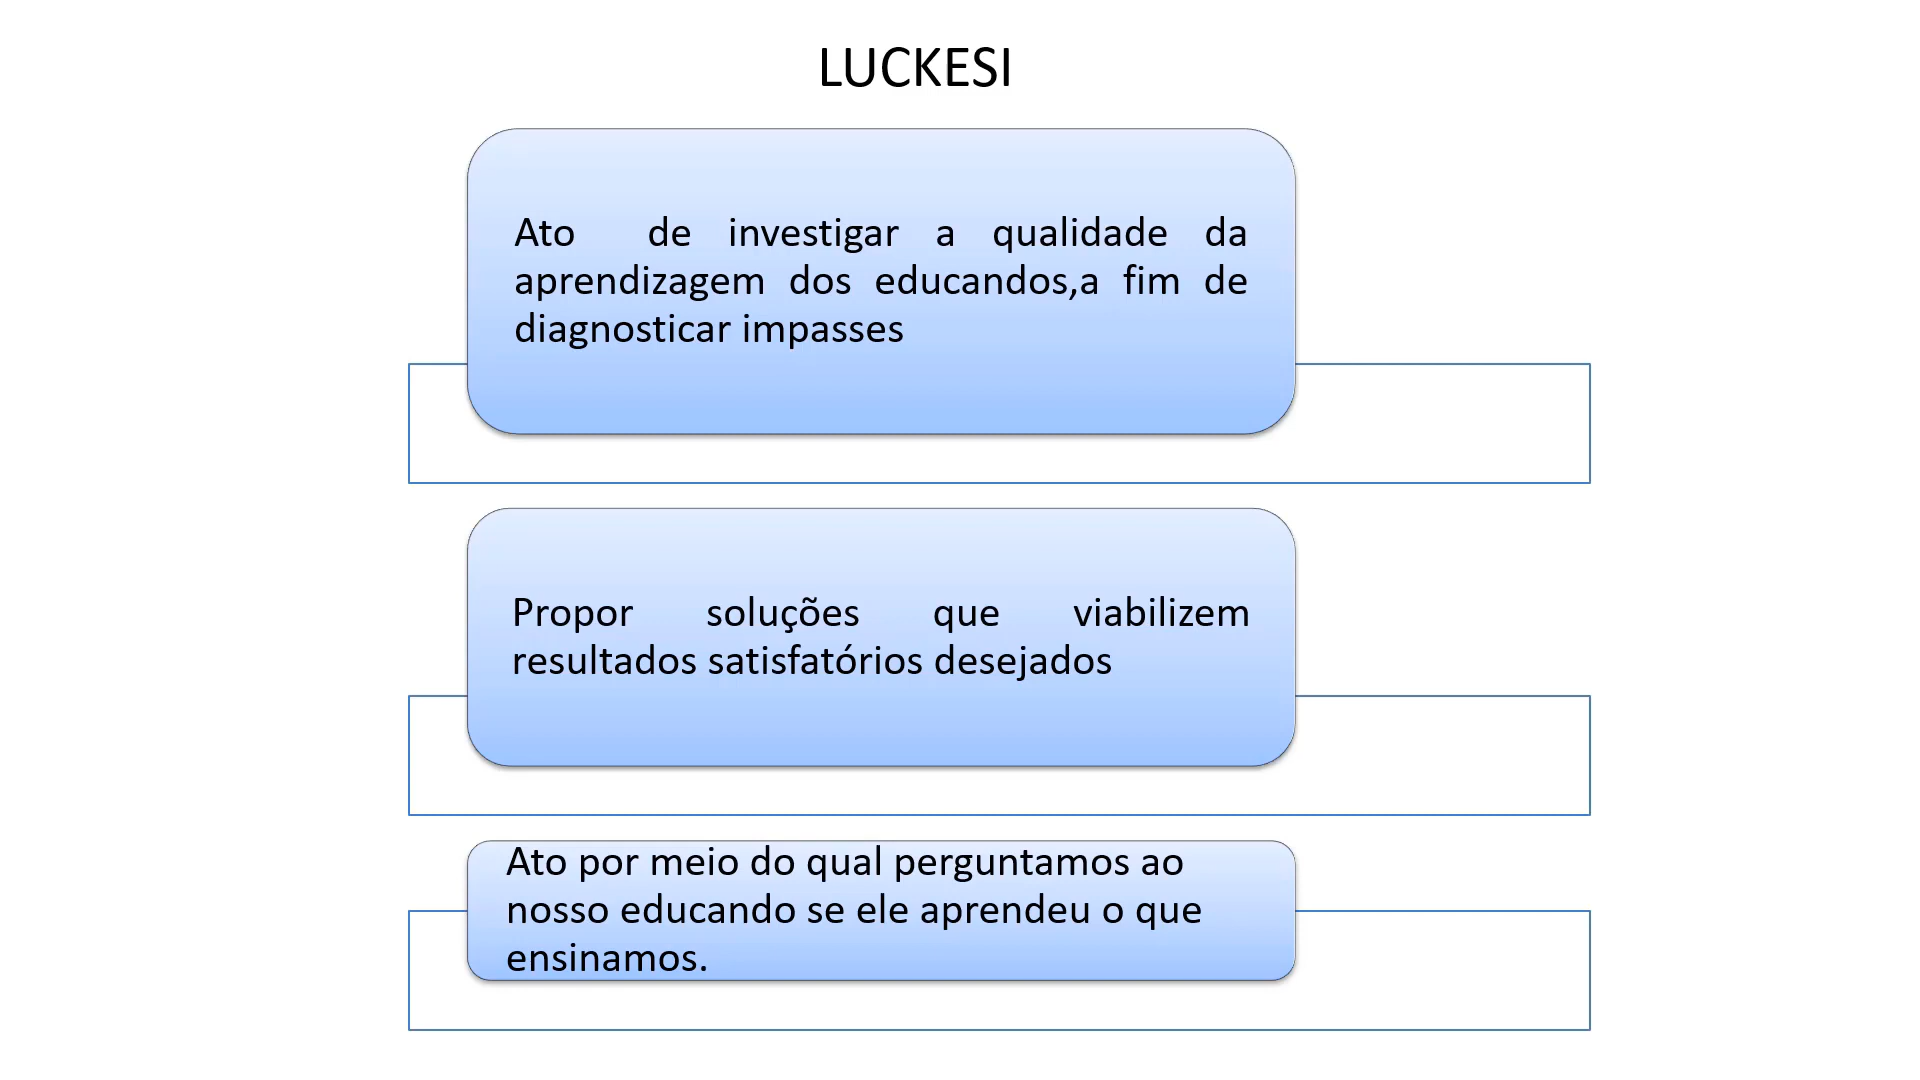 LUCKESI
Ato de investigar a qualidade da
aprendizagem dos educandos,a fim de
diagnosticar impasses
Propor soluções que viabilizem
resultados satisfatórios desejados
Ato por meio do qual perguntamos ao
nosso educando se ele aprendeu o que
ensinamos.